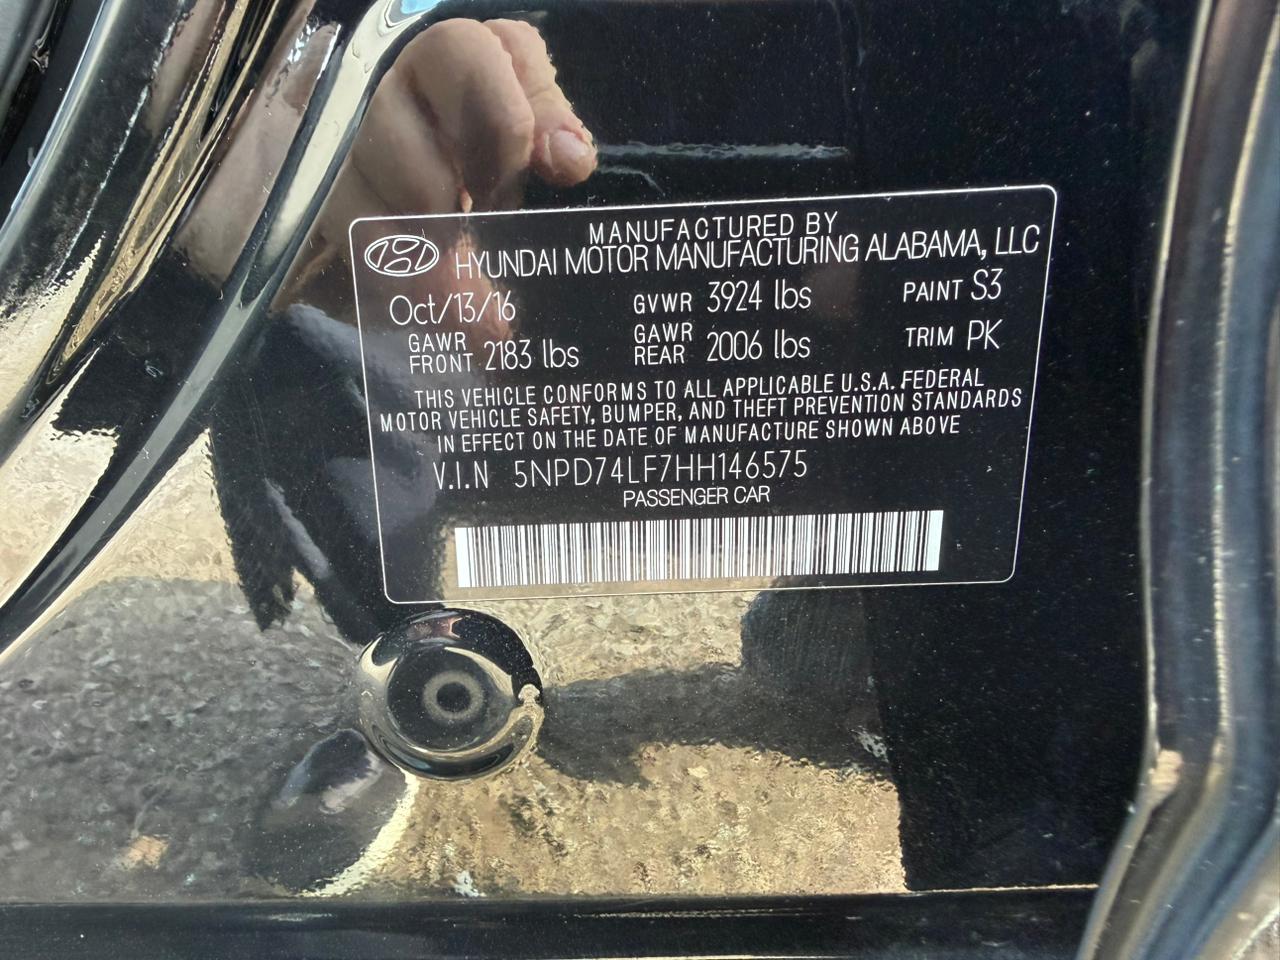 MANUFACTURED BY
HYUNDAI MOTOR MANUFACTURING ALABAMA, LLC
Oct/13/16 GVWR 3924 lbs PAINT S3
GAWR FRONT 2183 lbs GAWR REAR 2006 lbs TRIM PK
THIS VEHICLE CONFORMS TO ALL APPLICABLE U.S.A. FEDERAL
MOTOR VEHICLE SAFETY, BUMPER, AND THEFT PREVENTION STANDARDS
IN EFFECT ON THE DATE OF MANUFACTURE SHOWN ABOVE
V.I.N 5NPD74LF7HH146575
PASSENGER CAR